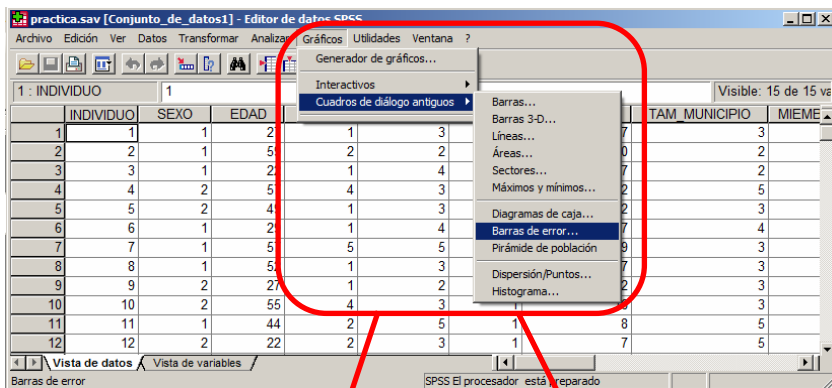 practica.sav [Conjunto_de_datos1] - Editor de datos SPSS
Archivo Edición Ver Datos Transformar Analizar Gráficos Utilidades Ventana ?
Generador de gráficos...
Interactivos
Cuadros de diálogo antiguos
Barras...
Barras 3-D...
Líneas...
Áreas...
Sectores...
Máximos y mínimos...
Diagramas de caja...
Barras de error...
Pirámide de población
Dispersión/Puntos...
Histograma...
1 : INDIVIDUO 1 Visible: 15 de 15 va
INDIVIDUO SEXO EDAD TAM_MUNICIPIO MIEME
1 1 1 27 1 3 7 3
2 2 1 59 2 2 0 2
3 3 1 22 1 4 7 2
4 4 2 57 4 3 2 5
5 5 2 49 1 3 2 3
6 6 1 29 1 4 7 4
7 7 1 57 5 5 9 3
8 8 1 52 1 3 7 3
9 9 2 27 1 2 2 3
10 10 2 55 4 3 3
11 11 1 44 2 5 1 8 5
12 12 2 22 2 3 1 7 5
Vista de datos Vista de variables
Barras de error SPSS El procesador está preparado